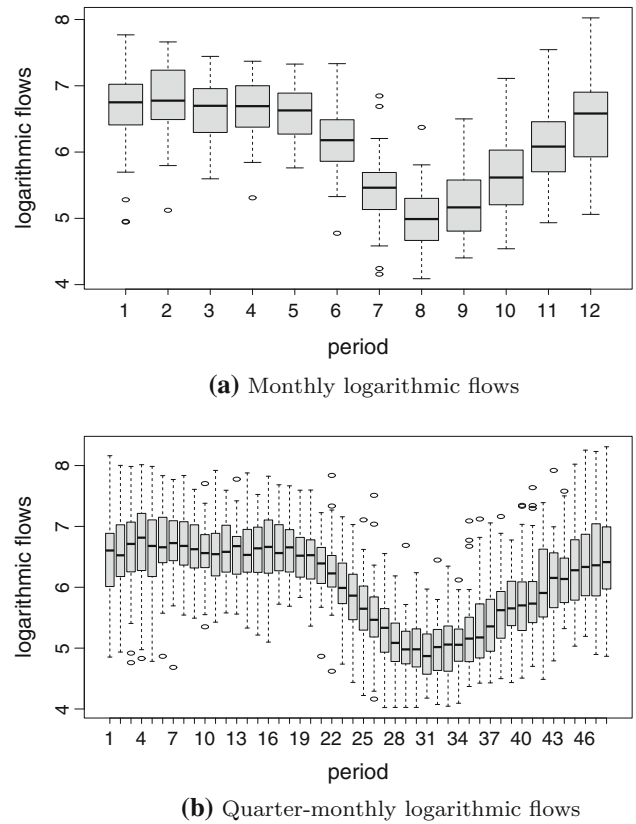 logarithmic flows
8
7
6
5
4
1 2 3 4 5 6 7 8 9 10 11 12
period
(a) Monthly logarithmic flows
logarithmic flows
8
7
6
5
4
1 4 7 10 13 16 19 22 25 28 31 34 37 40 43 46
period
(b) Quarter-monthly logarithmic flows